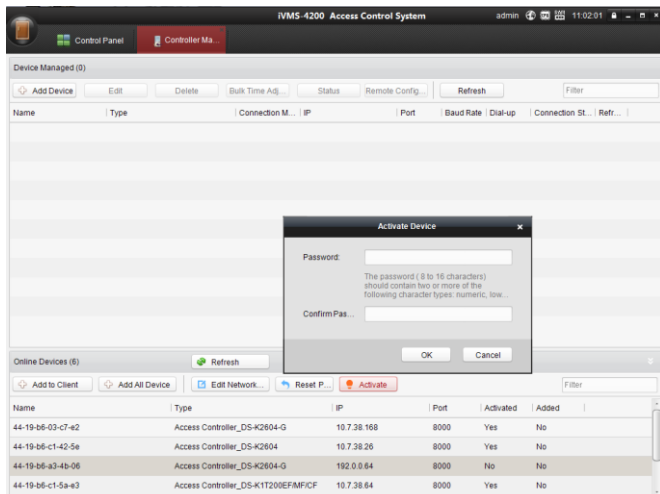 iVMS-4200 Access Control System
admin 11:02:01
Control Panel
Controller Ma...
Device Managed (0)
Add Device Edit Delete Bulk Time Adj... Status Remote Config... Refresh Filter
Name Type Connection M... IP Port Baud Rate Dial-up Connection St... Refr...
Activate Device
Password:
The password ( 8 to 16 characters)
should contain two or more of the
following character types: numeric, low...
Confirm Pas...
OK Cancel
Online Devices (6) Refresh
Add to Client Add All Device Edit Network... Reset P... Activate Filter
Name Type IP Port Activated Added
44-19-b6-03-c7-e2 Access Controller_DS-K2604-G 10.7.38.168 8000 Yes No
44-19-b6-c1-42-5e Access Controller_DS-K2604 10.7.38.26 8000 Yes No
44-19-b6-a3-4b-06 Access Controller_DS-K2604-G 192.0.0.64 8000 No No
44-19-b6-c1-5a-e3 Access Controller_DS-K1T200EF/MF/CF 10.7.38.64 8000 Yes No